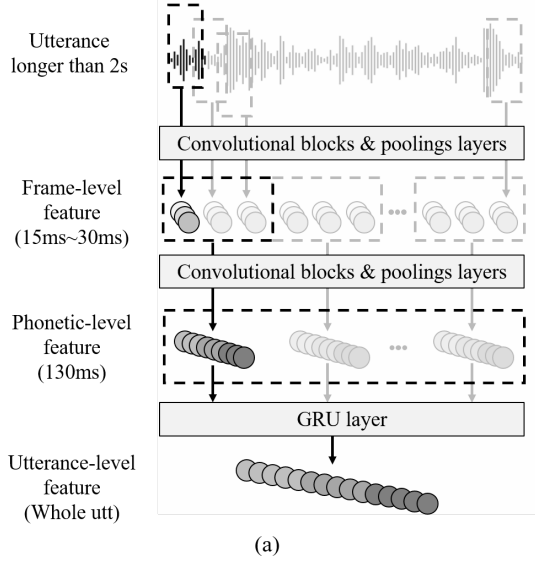 Utterance
longer than 2s
Convolutional blocks & poolings layers
Frame-level
feature
(15ms~30ms)
Convolutional blocks & poolings layers
Phonetic-level
feature
(130ms)
GRU layer
Utterance-level
feature
(Whole utt)
(a)